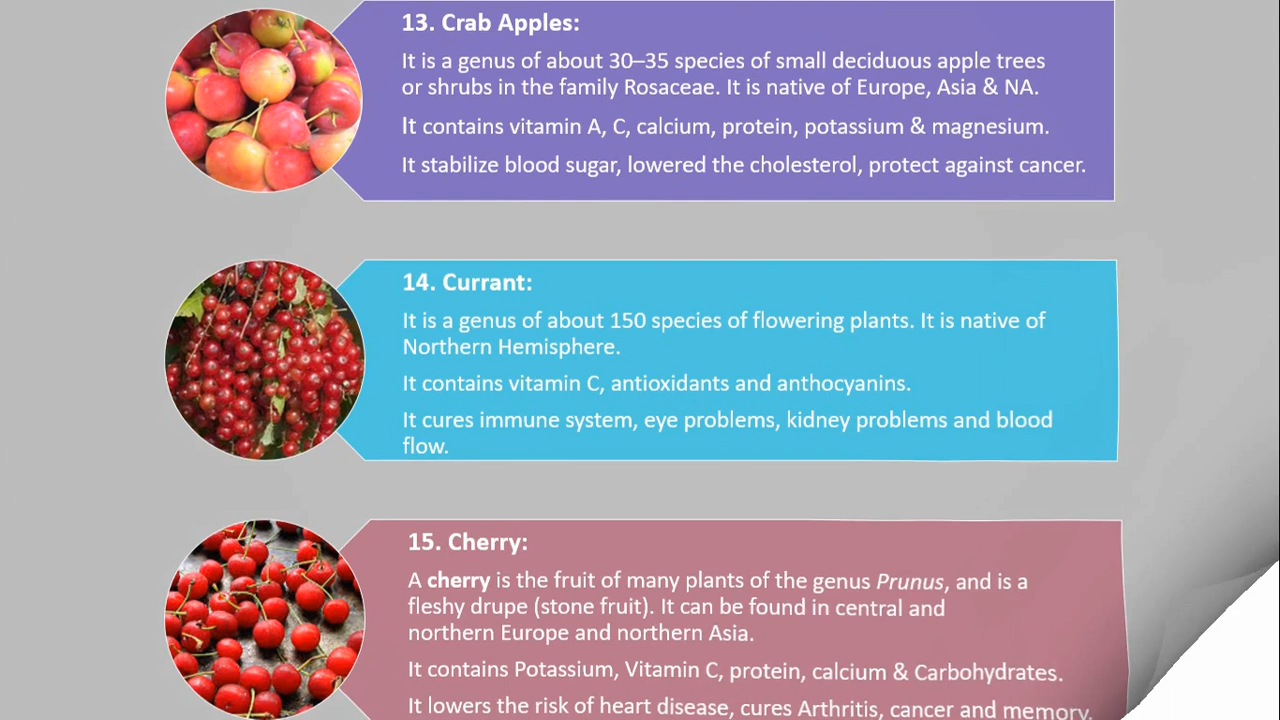 13. Crab Apples:
It is a genus of about 30–35 species of small deciduous apple trees
or shrubs in the family Rosaceae. It is native of Europe, Asia & NA.
It contains vitamin A, C, calcium, protein, potassium & magnesium.
It stabilize blood sugar, lowered the cholesterol, protect against cancer.
14. Currant:
It is a genus of about 150 species of flowering plants. It is native of
Northern Hemisphere.
It contains vitamin C, antioxidants and anthocyanins.
It cures immune system, eye problems, kidney problems and blood
flow.
15. Cherry:
A cherry is the fruit of many plants of the genus Prunus, and is a
fleshy drupe (stone fruit). It can be found in central and
northern Europe and northern Asia.
It contains Potassium, Vitamin C, protein, calcium & Carbohydrates.
It lowers the risk of heart disease, cures Arthritis, cancer and memory.